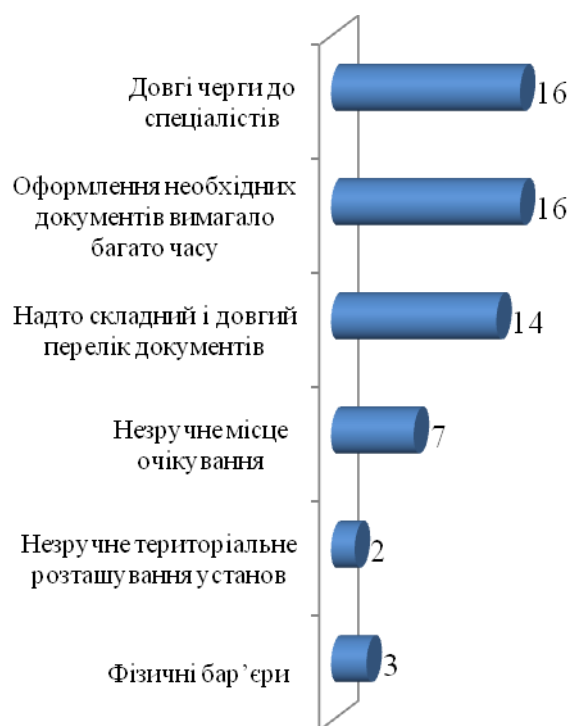 Довгі черги до
спеціалістів
16
Оформлення необхідних
документів вимагало
багато часу
16
Надто складний і довгий
перелік документів
14
Незручне місце
очікування
7
Незручне територіальне
розташування установ
2
Фізичні бар’єри
3